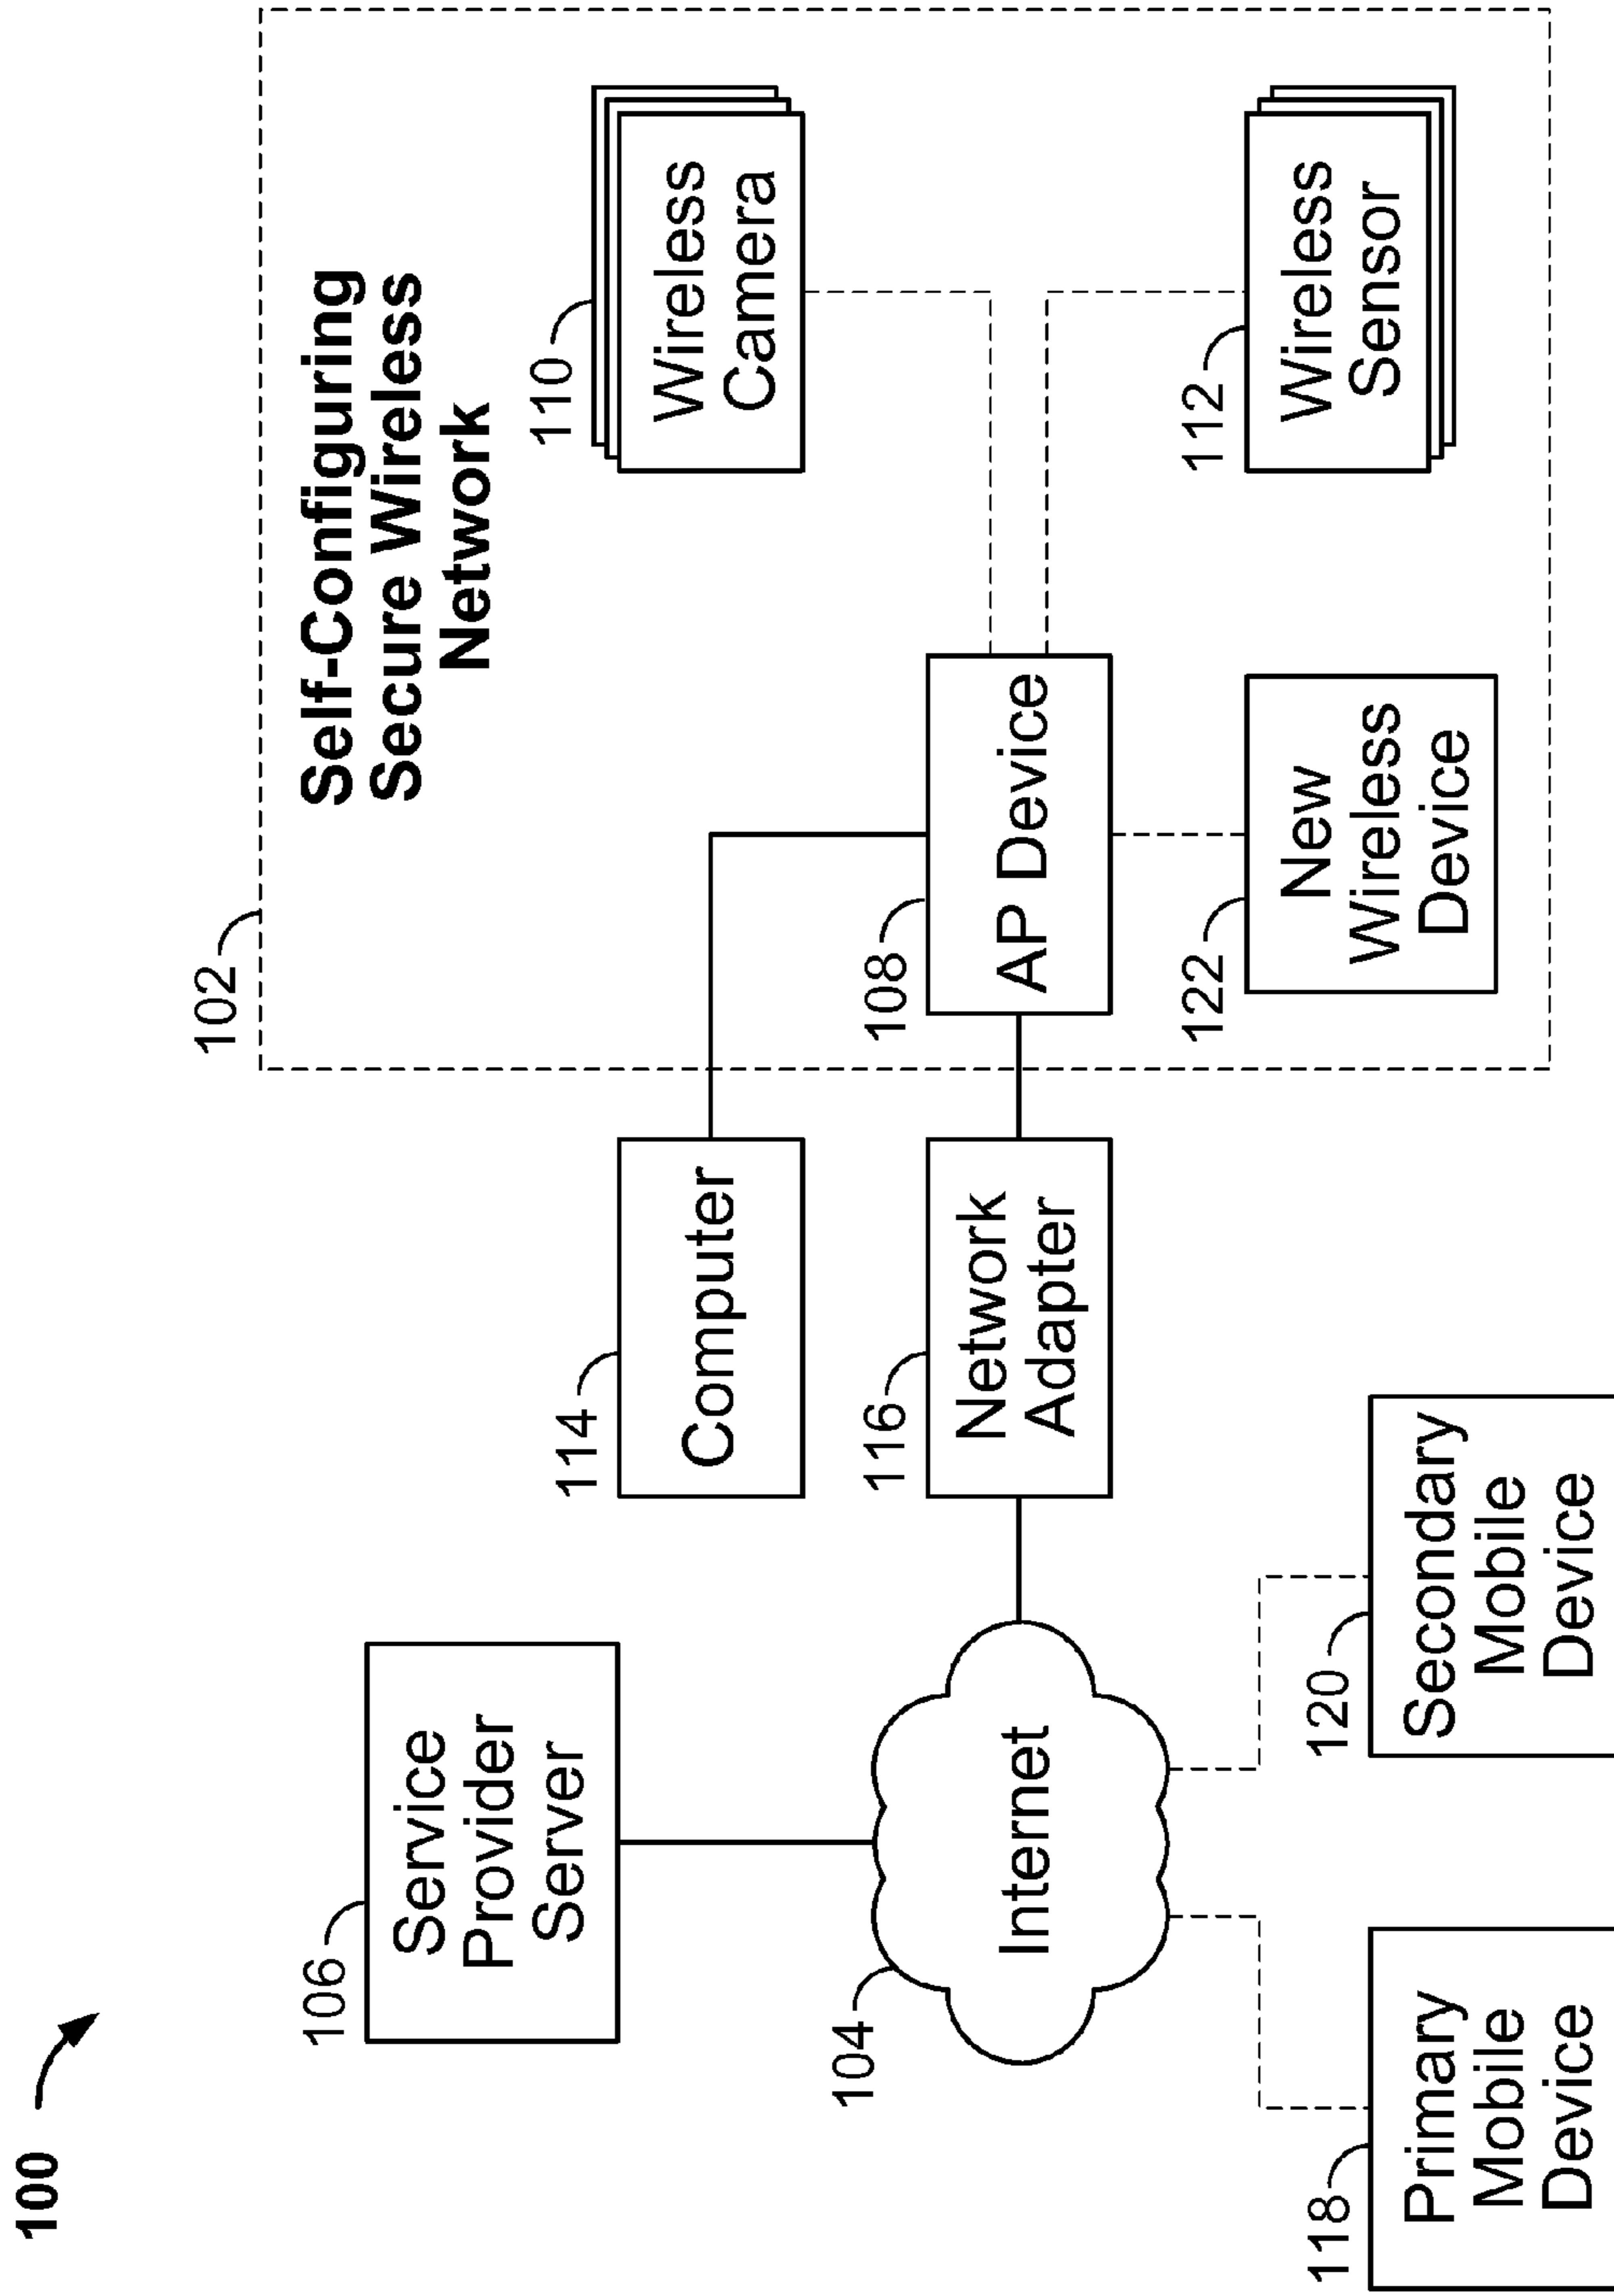 100
102
Self-Configuring
Secure Wireless
Network
106
Service
Provider
Server
114
Computer
110
Wireless
Camera
104
Internet
116
Network
Adapter
108
AP Device
118
Primary
Mobile
Device
120
Secondary
Mobile
Device
122
New
Wireless
Device
112
Wireless
Sensor